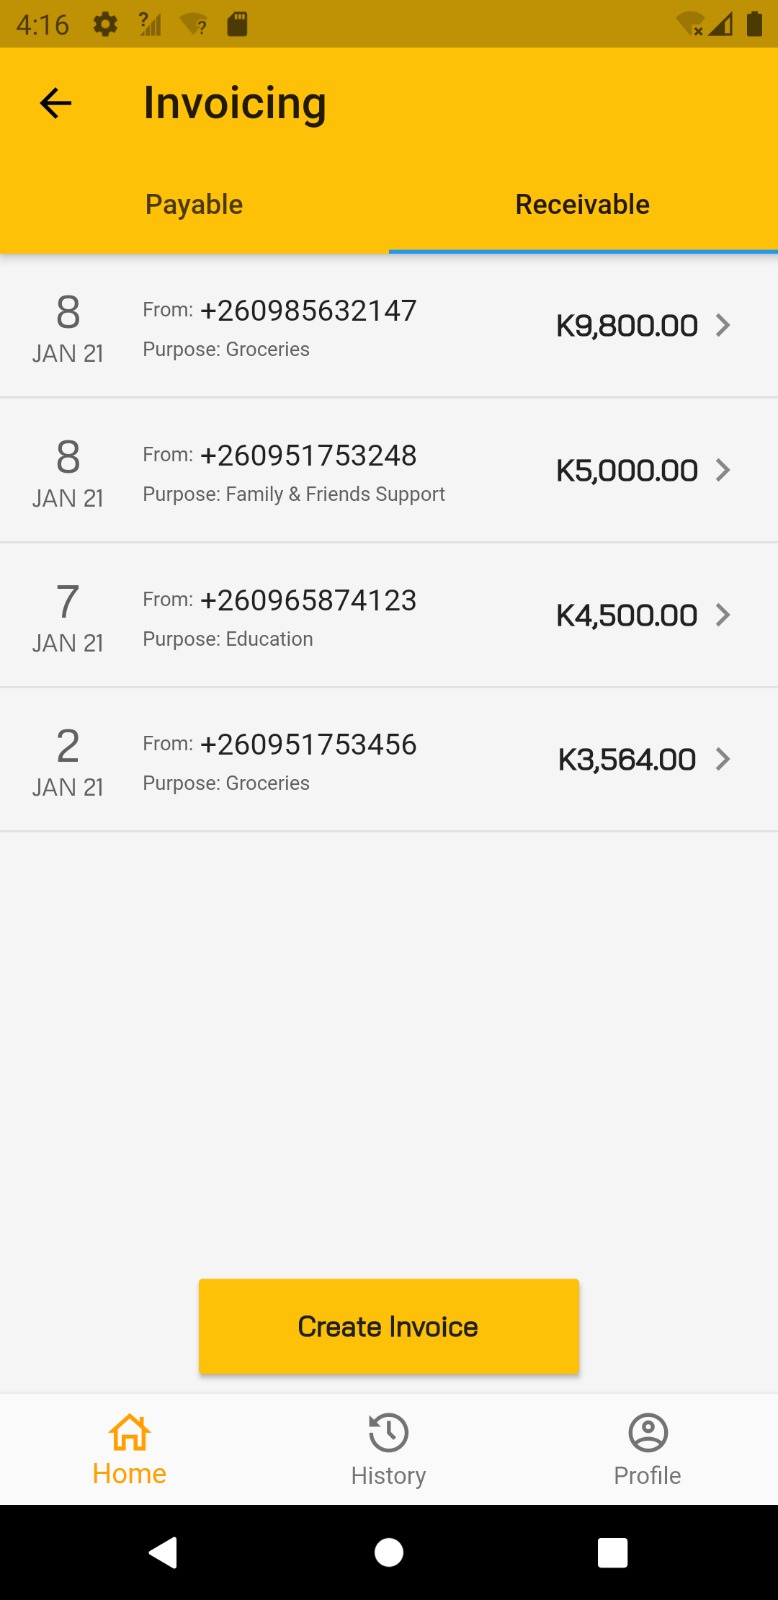 4:16
Invoicing
Payable Receivable
8
JAN 21
From: +260985632147
Purpose: Groceries
K9,800.00
8
JAN 21
From: +260951753248
Purpose: Family & Friends Support
K5,000.00
7
JAN 21
From: +260965874123
Purpose: Education
K4,500.00
2
JAN 21
From: +260951753456
Purpose: Groceries
K3,564.00
Create Invoice
Home History Profile